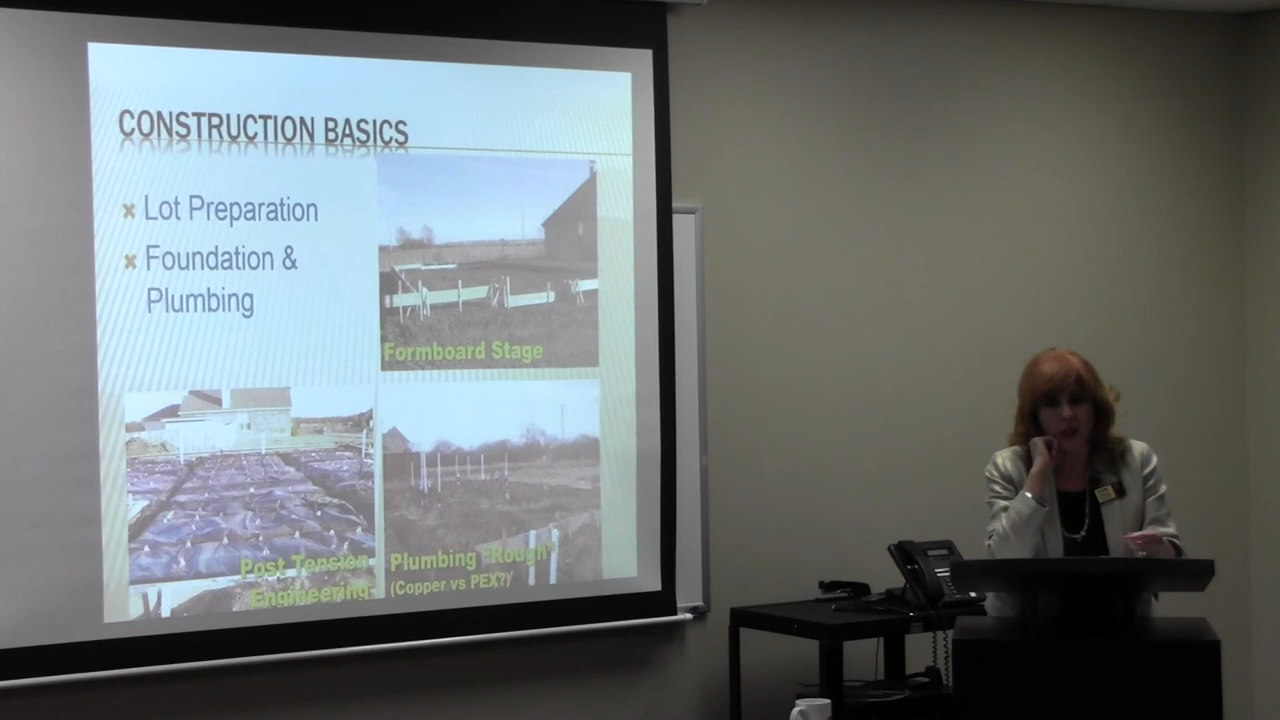 CONSTRUCTION BASICS
Lot Preparation
Foundation &
Plumbing
Formboard Stage
Post Tension
Engineering
Plumbing "Rough"
(Copper vs PEX?)